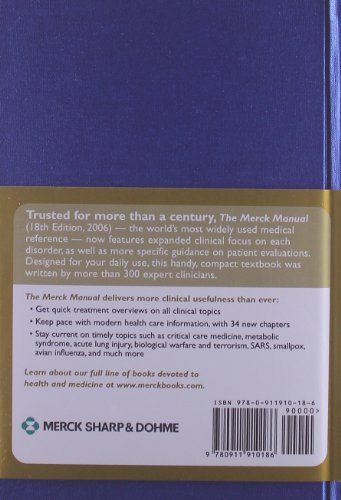 Trusted for more than a century, The Merck Manual
(18th Edition, 2006) — the world's most widely used medical
reference — now features expanded clinical focus on each
disorder, as well as more specific guidance on patient evaluations.
Designed for your daily use, this handy, compact textbook was
written by more than 300 expert clinicians.
The Merck Manual delivers more clinical usefulness than ever:
• Get quick treatment overviews on all clinical topics
• Keep pace with modern health care information, with 34 new chapters
• Stay current on timely topics such as critical care medicine, metabolic
syndrome, acute lung injury, biological warfare and terrorism, SARS, smallpox,
avian influenza, and much more
Learn about our full line of books devoted
to health and medicine at www.merckbooks.com.
ISBN 978-0-911910-18-6
90000>
9 780911 910186
MERCK SHARP & DOHME